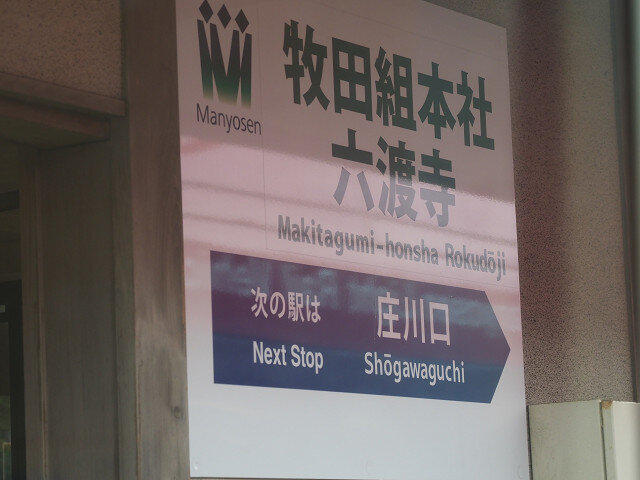 Manyosen
牧田組本社
六渡寺
Makitagumi-honsha Rokudōji
次の駅は 庄川口
Next Stop Shōgawaguchi